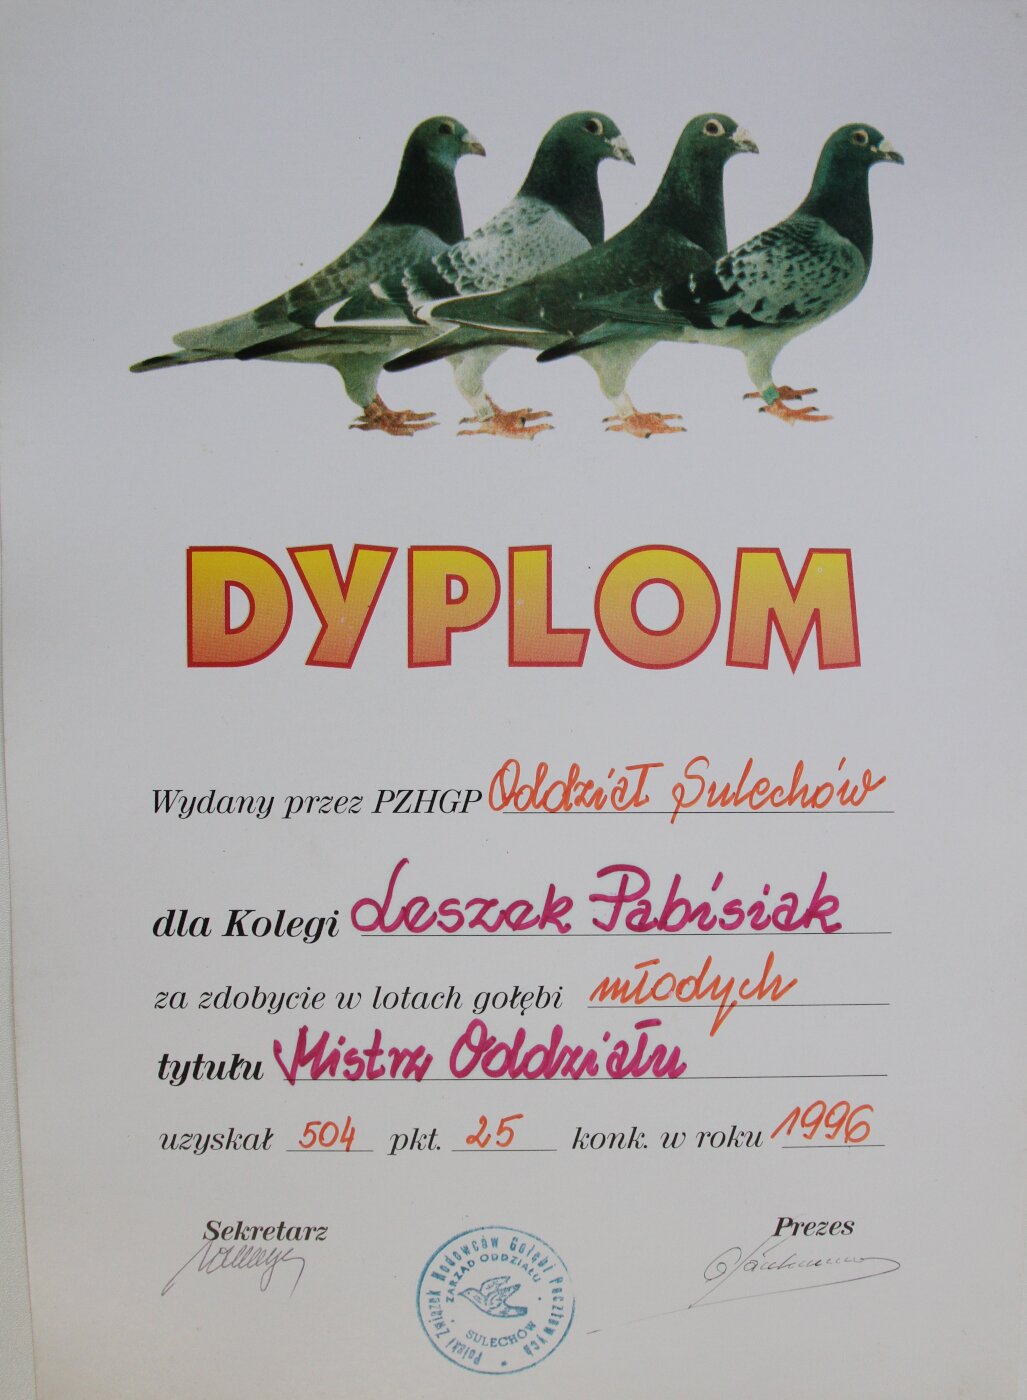 DYPLOM
Wydany przez PZHGP Oddział Sulechów
dla Kolegi Leszek Pabisiak
za zdobycie w lotach gołębi młodych
tytułu Mistrz Oddziału
uzyskał 504 pkt. 25 konk. w roku 1996
Sekretarz
Prezes
Polski Związek Hodowców Gołębi Pocztowych
ZARZĄD ODDZIAŁU
SULECHÓW